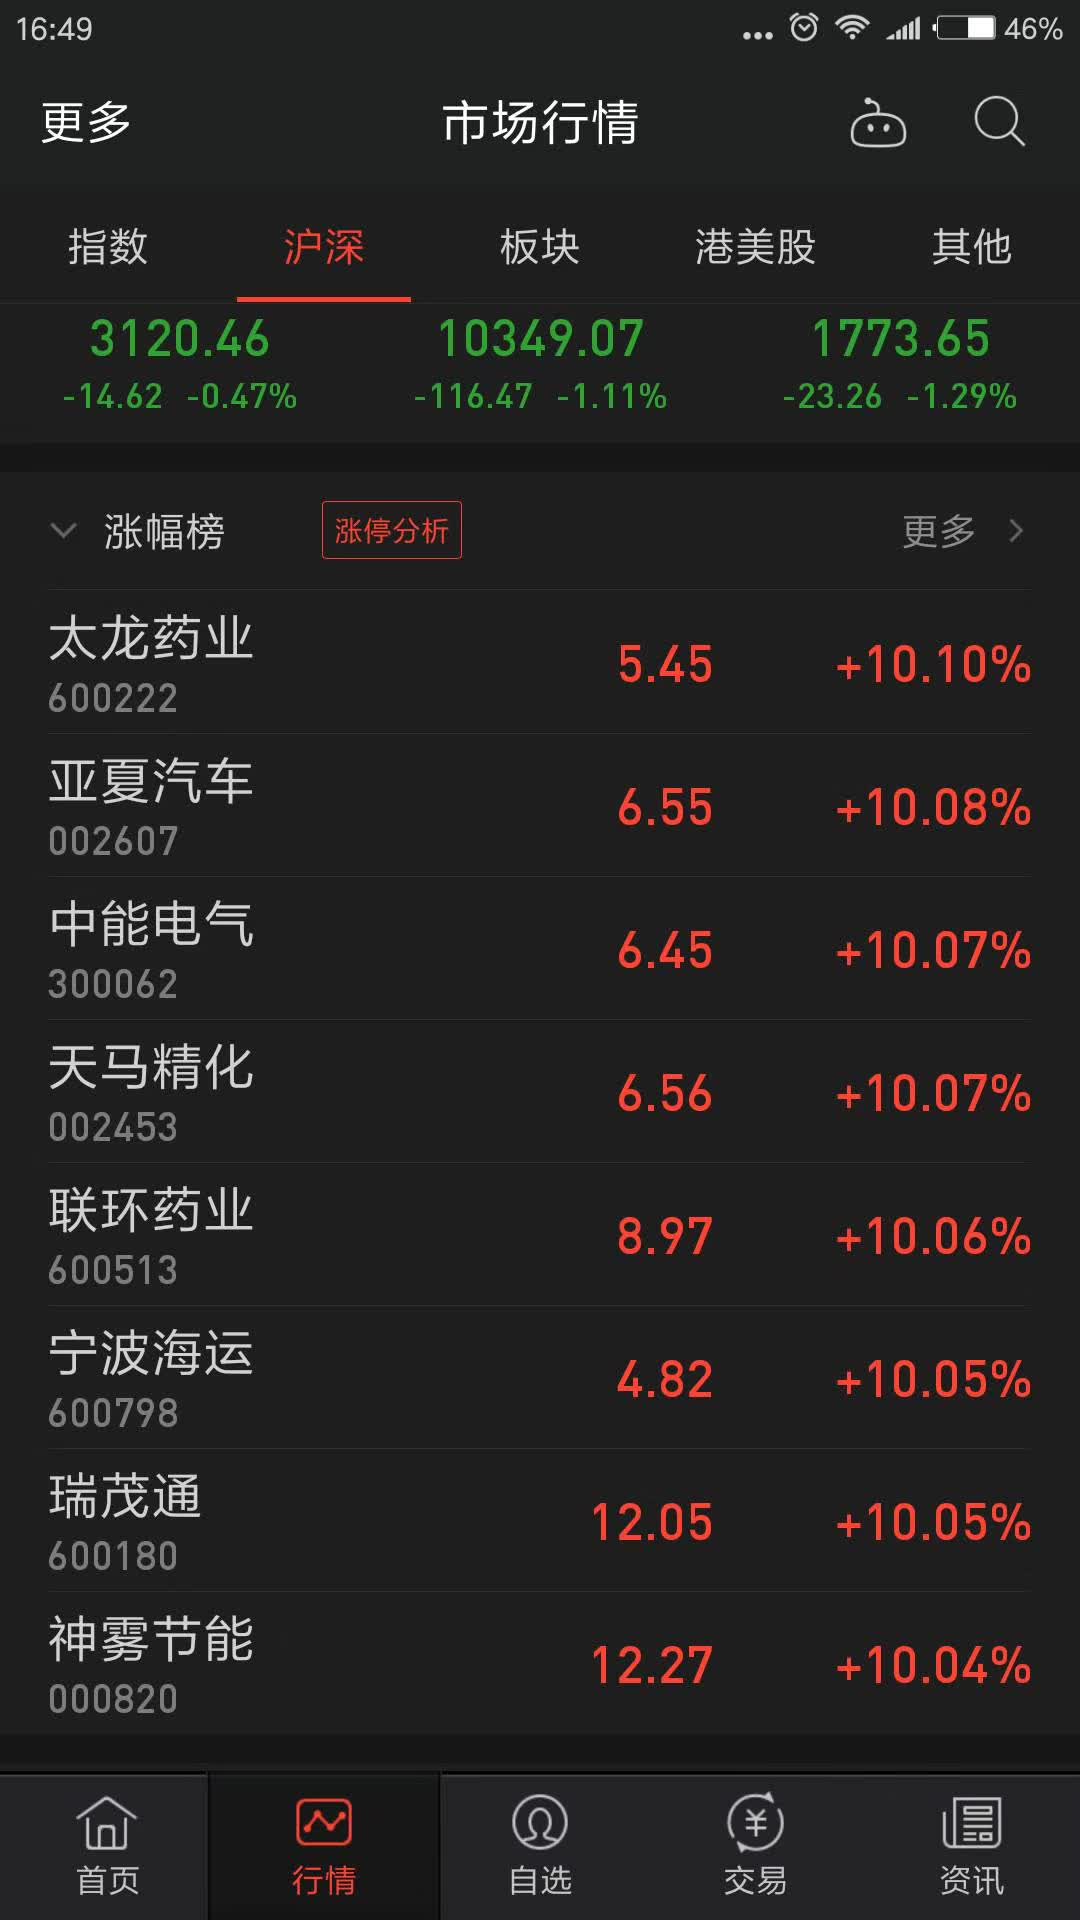 16:49 ... 46%
更多 市场行情
指数 沪深 板块 港美股 其他
3120.46 10349.07 1773.65
-14.62 -0.47% -116.47 -1.11% -23.26 -1.29%
涨幅榜 涨停分析 更多
太龙药业 5.45 +10.10%
600222
亚夏汽车 6.55 +10.08%
002607
中能电气 6.45 +10.07%
300062
天马精化 6.56 +10.07%
002453
联环药业 8.97 +10.06%
600513
宁波海运 4.82 +10.05%
600798
瑞茂通 12.05 +10.05%
600180
神雾节能 12.27 +10.04%
000820
首页 行情 自选 交易 资讯